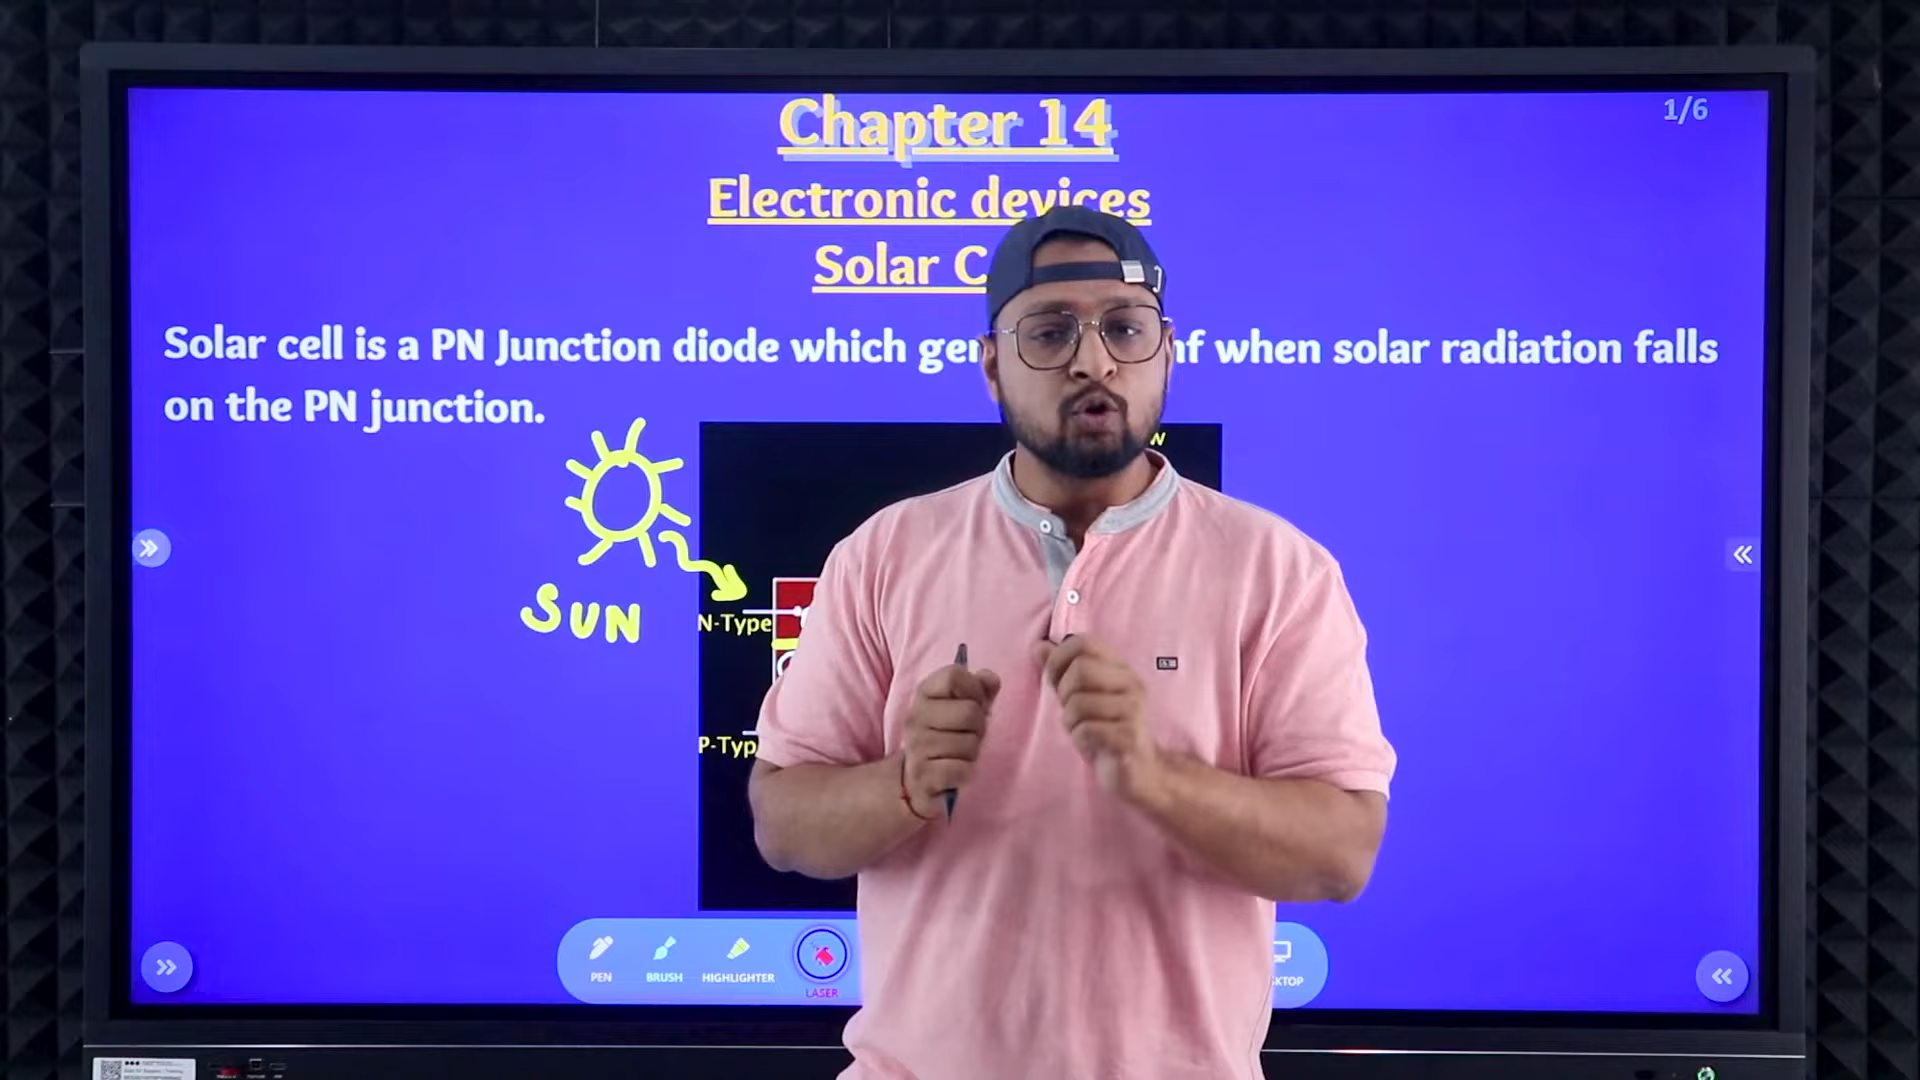 Chapter 14
1/6
Electronic devices
Solar C
Solar cell is a PN Junction diode which gen nf when solar radiation falls
on the PN junction.
w
SUN
N-Type
P-Typ
PEN
BRUSH
HIGHLIGHTER
LASER
KTOP